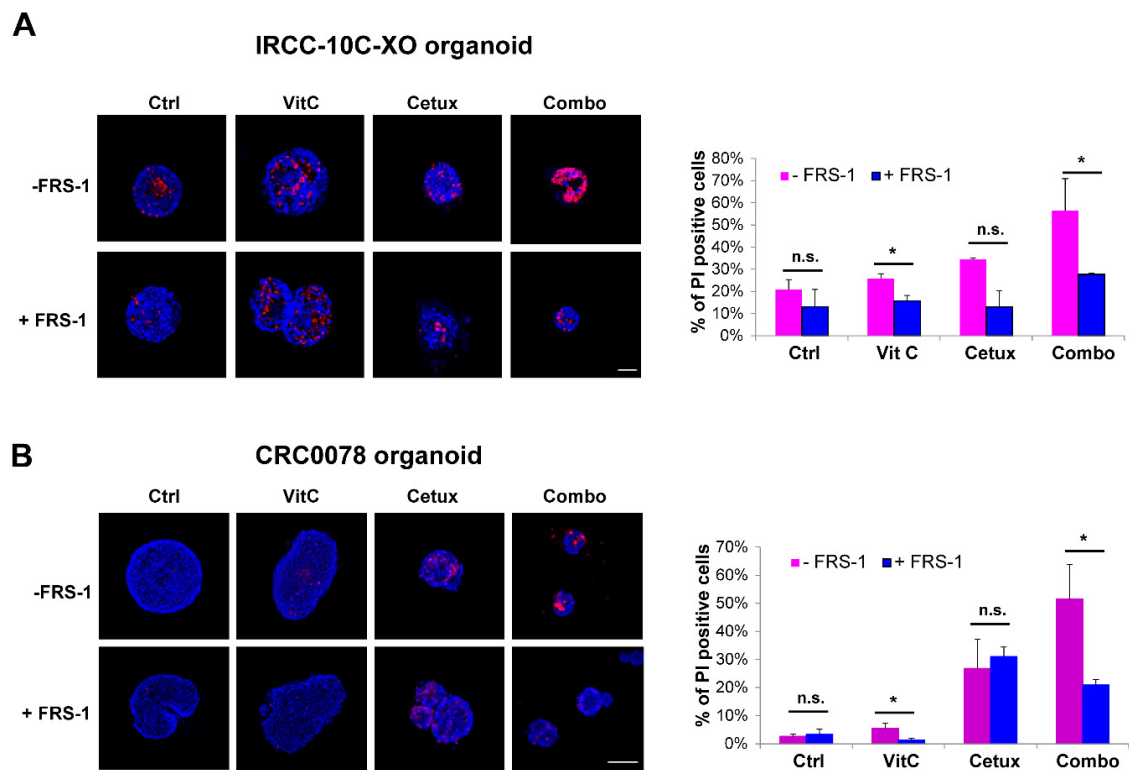 A
IRCC-10C-XO organoid
Ctrl VitC Cetux Combo
-FRS-1
+ FRS-1
80%
70%
60%
50%
40%
30%
20%
10%
0%
% of PI positive cells
- FRS-1 + FRS-1
n.s. * n.s. *
Ctrl Vit C Cetux Combo
B
CRC0078 organoid
Ctrl VitC Cetux Combo
-FRS-1
+ FRS-1
70%
60%
50%
40%
30%
20%
10%
0%
% of PI positive cells
- FRS-1 + FRS-1
n.s. * n.s. *
Ctrl VitC Cetux Combo